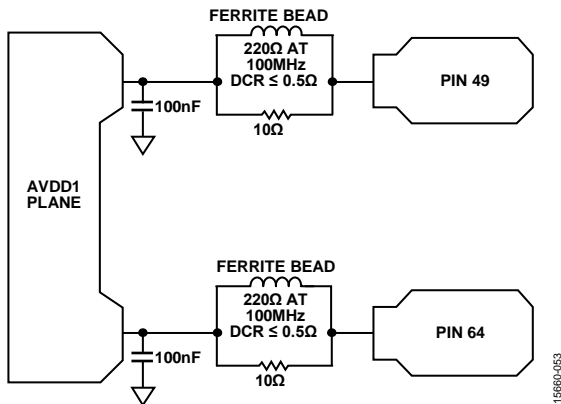 FERRITE BEAD
220Ω AT
100MHz
DCR ≤ 0.5Ω
10Ω
100nF
PIN 49
AVDD1
PLANE
FERRITE BEAD
220Ω AT
100MHz
DCR ≤ 0.5Ω
10Ω
100nF
PIN 64
15660-053